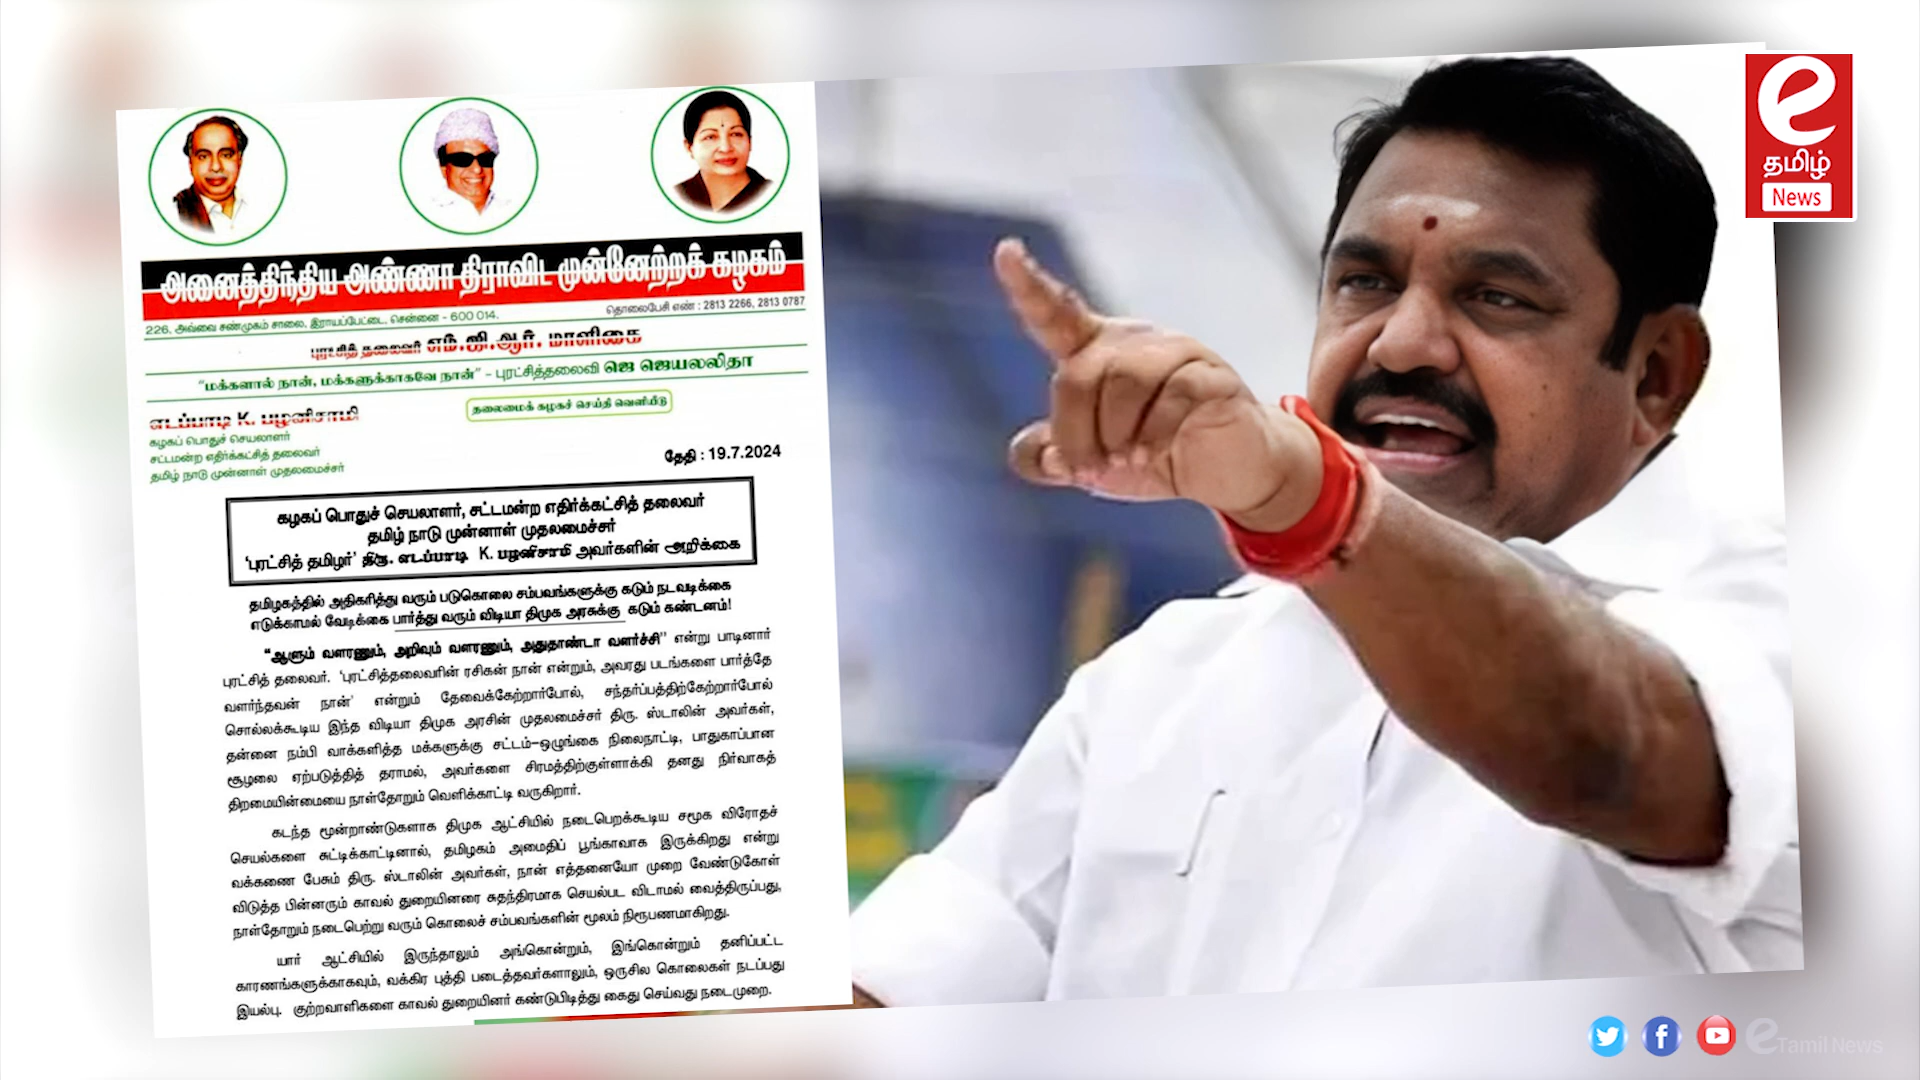 அனைத்திந்திய அண்ணா திராவிட முன்னேற்றக் கழகம்
226, அவ்வை சண்முகம் சாலை, இராயப்பேட்டை, சென்னை - 600 014.
தொலைபேசி எண் : 2813 2266, 2813 0787
புரட்சித் தலைவர் எம்.ஜி.ஆர். மாளிகை
“மக்களால் நான், மக்களுக்காகவே நான்” – புரட்சித்தலைவி ஜெ ஜெயலலிதா
எடப்பாடி K. பழனிசாமி
கழகப் பொதுச் செயலாளர்
சட்டமன்ற எதிர்க்கட்சித் தலைவர்
தமிழ் நாடு முன்னாள் முதலமைச்சர்
தலைமைக் கழகச் செய்தி வெளியீடு
தேதி : 19.7.2024
கழகப் பொதுச் செயலாளர், சட்டமன்ற எதிர்க்கட்சித் தலைவர்
தமிழ் நாடு முன்னாள் முதலமைச்சர்
‘புரட்சித் தமிழர்’ திரு. எடப்பாடி K. பழனிசாமி அவர்களின் அறிக்கை
தமிழகத்தில் அதிகரித்து வரும் படுகொலை சம்பவங்களுக்கு கடும் நடவடிக்கை
எடுக்காமல் வேடிக்கை பார்த்து வரும் விடியா திமுக அரசுக்கு கடும் கண்டனம்!
“ஆளும் வளரணும், அறிவும் வளரணும், அதுதாண்டா வளர்ச்சி” என்று பாடினார்
புரட்சித் தலைவர். ‘புரட்சித்தலைவரின் ரசிகன் நான் என்றும், அவரது படங்களை பார்த்தே
வளர்ந்தவன் நான்’ என்றும் தேவைக்கேற்றார்போல், சந்தர்ப்பத்திற்கேற்றார்போல்
சொல்லக்கூடிய இந்த விடியா திமுக அரசின் முதலமைச்சர் திரு. ஸ்டாலின் அவர்கள்,
தன்னை நம்பி வாக்களித்த மக்களுக்கு சட்டம்–ஒழுங்கை நிலைநாட்டி, பாதுகாப்பான
சூழலை ஏற்படுத்தித் தராமல், அவர்களை சிரமத்திற்குள்ளாக்கி தனது நிர்வாகத்
திறமையின்மையை நாள்தோறும் வெளிக்காட்டி வருகிறார்.
கடந்த மூன்றாண்டுகளாக திமுக ஆட்சியில் நடைபெறக்கூடிய சமூக விரோதச்
செயல்களை சுட்டிக்காட்டினால், தமிழகம் அமைதிப் பூங்காவாக இருக்கிறது என்று
வக்கணை பேசும் திரு. ஸ்டாலின் அவர்கள், நான் எத்தனையோ முறை வேண்டுகோள்
விடுத்த பின்னரும் காவல் துறையினரை சுதந்திரமாக செயல்பட விடாமல் வைத்திருப்பது,
நாள்தோறும் நடைபெற்று வரும் கொலைச் சம்பவங்களின் மூலம் நிரூபணமாகிறது.
யார் ஆட்சியில் இருந்தாலும் அங்கொன்றும், இங்கொன்றும் தனிப்பட்ட
காரணங்களுக்காகவும், வக்கிர புத்தி படைத்தவர்களாலும், ஒருசில கொலைகள் நடப்பது
இயல்பு. குற்றவாளிகளை காவல் துறையினர் கண்டுபிடித்து கைது செய்வது நடைமுறை.
e
தமிழ்
News
e Tamil News